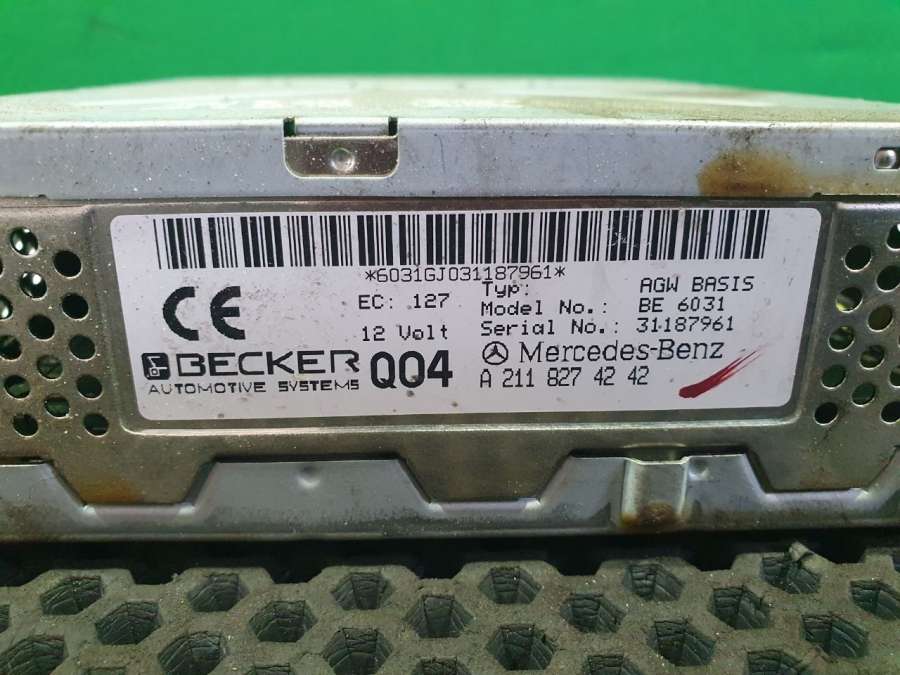 *6031GJ031187961*
CE
EC: 127
12 Volt
Typ: AGW BASIS
Model No.: BE 6031
Serial No.: 31187961
BECKER
AUTOMOTIVE SYSTEMS
Q04
Mercedes-Benz
A 211 827 42 42